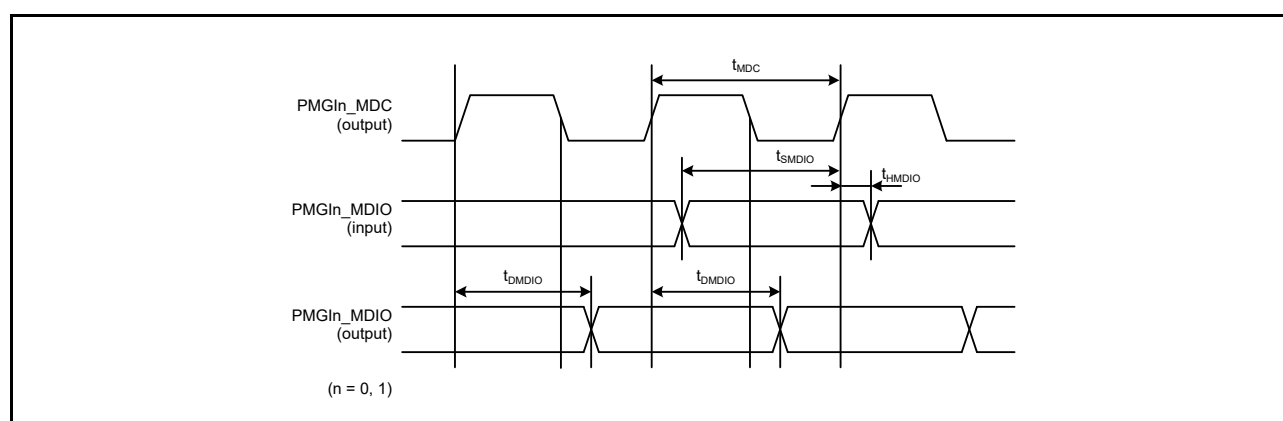 tMDC
PMGIn_MDC
(output)
tSMDIO
tHMDIO
PMGIn_MDIO
(input)
tDMDIO
tDMDIO
PMGIn_MDIO
(output)
(n = 0, 1)